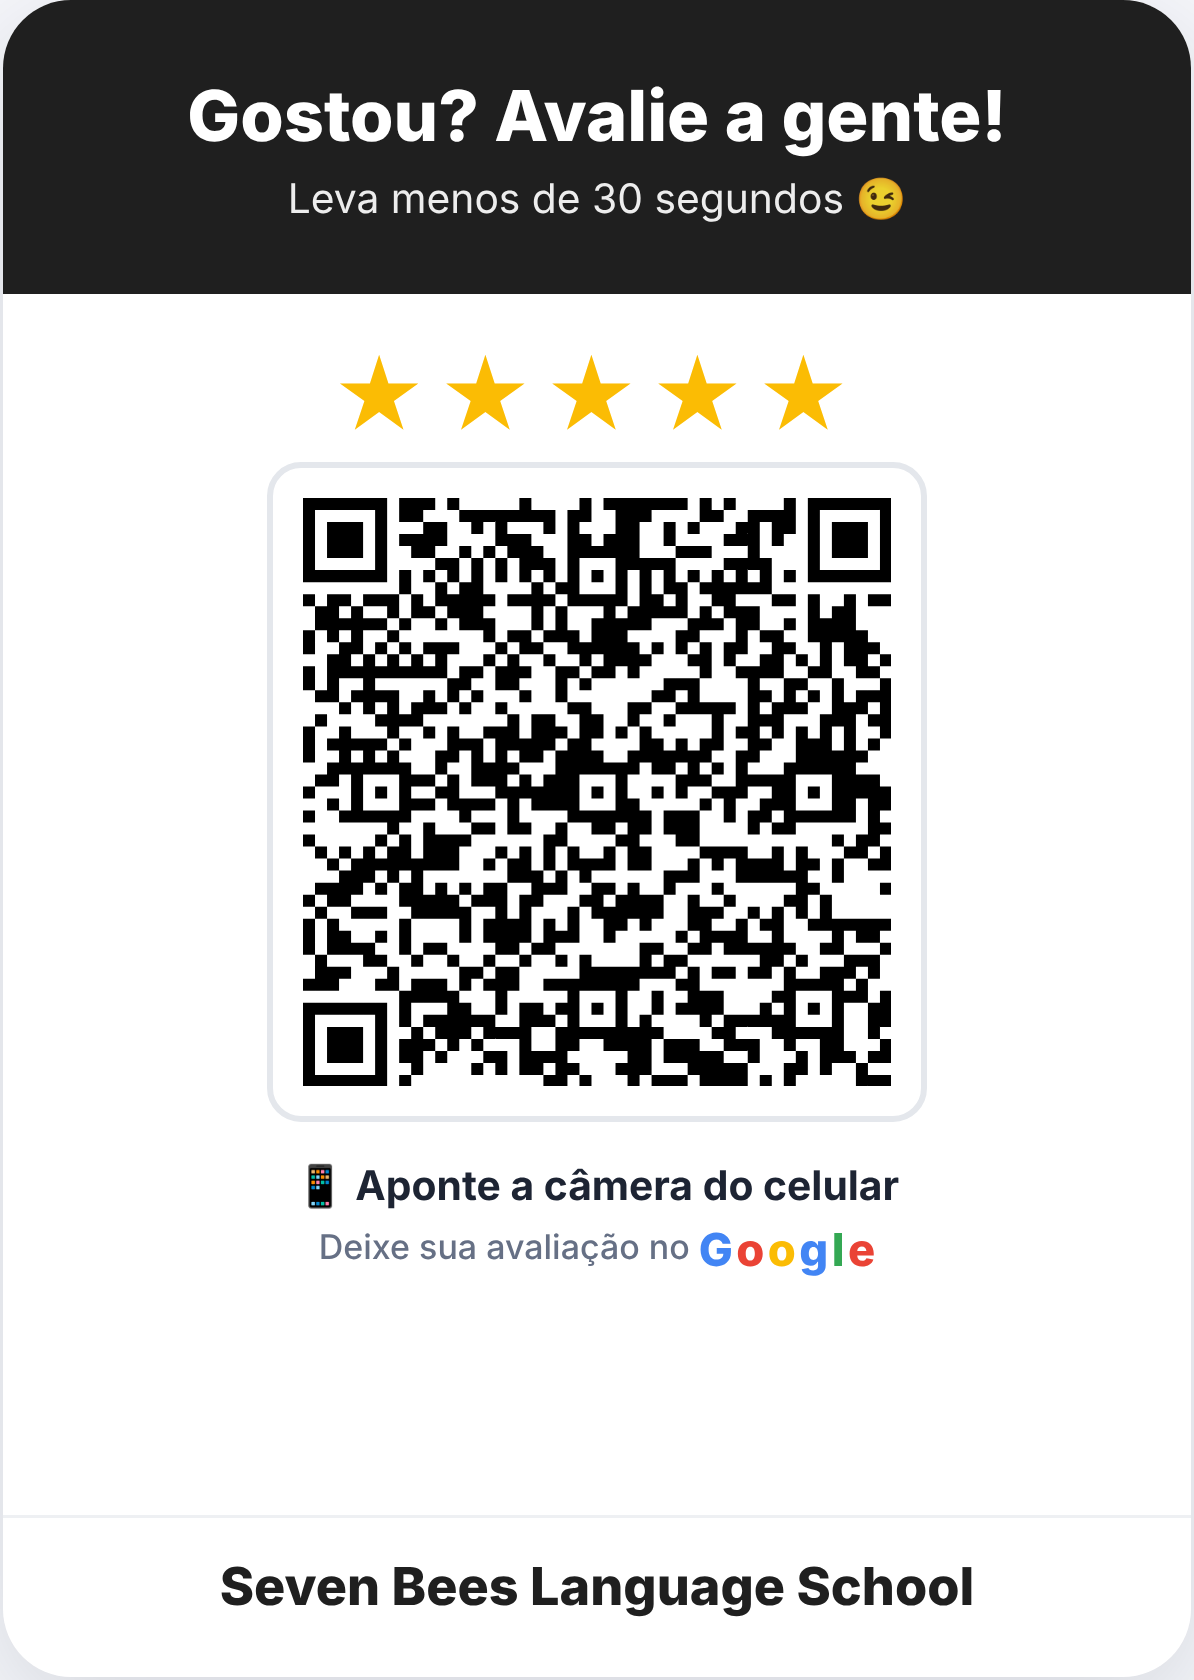 Gostou? Avalie a gente!
Leva menos de 30 segundos 😉
★★★★★
📱 Aponte a câmera do celular
Deixe sua avaliação no Google
Seven Bees Language School